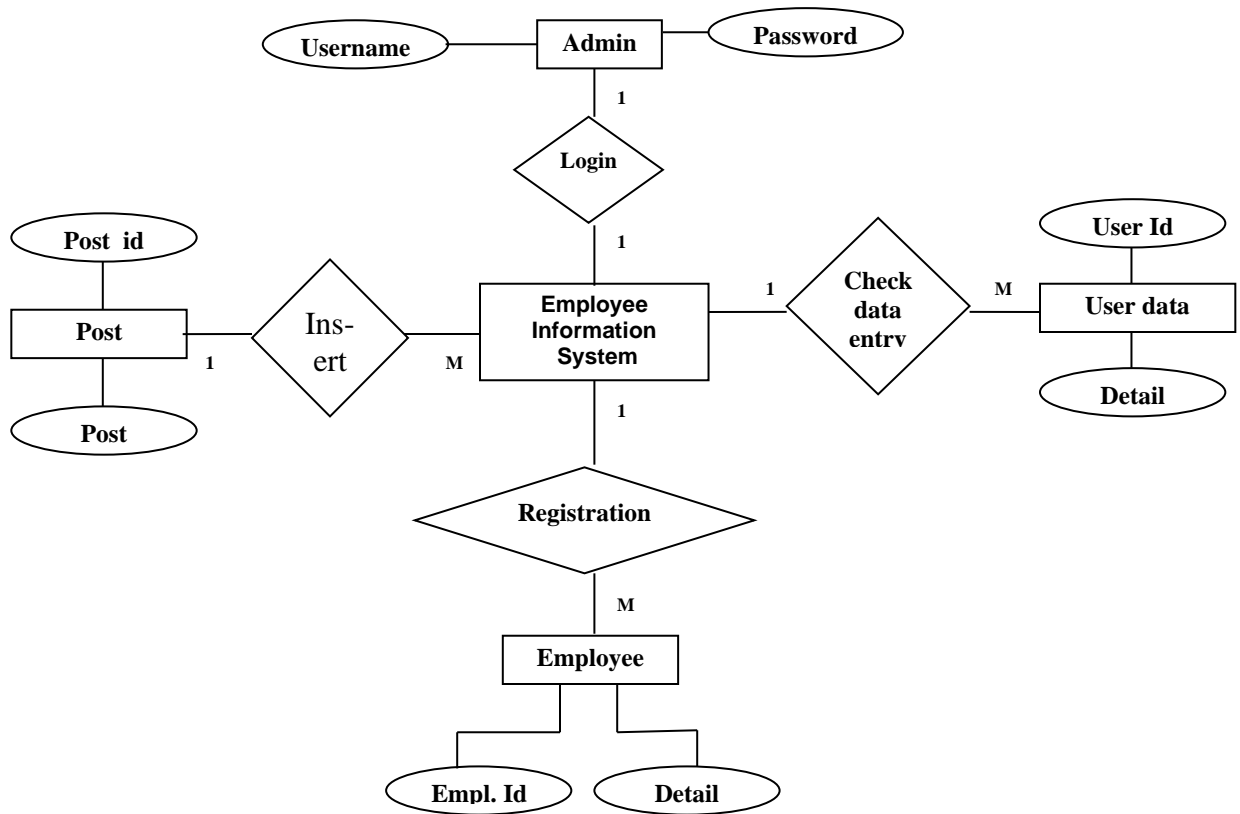 Username
Admin
Password
1
Login
1
Post id
Post
Post
1
Ins-
ert
M
Employee
Information
System
1
Check
data
entry
M
User Id
User data
Detail
1
Registration
M
Employee
Empl. Id
Detail